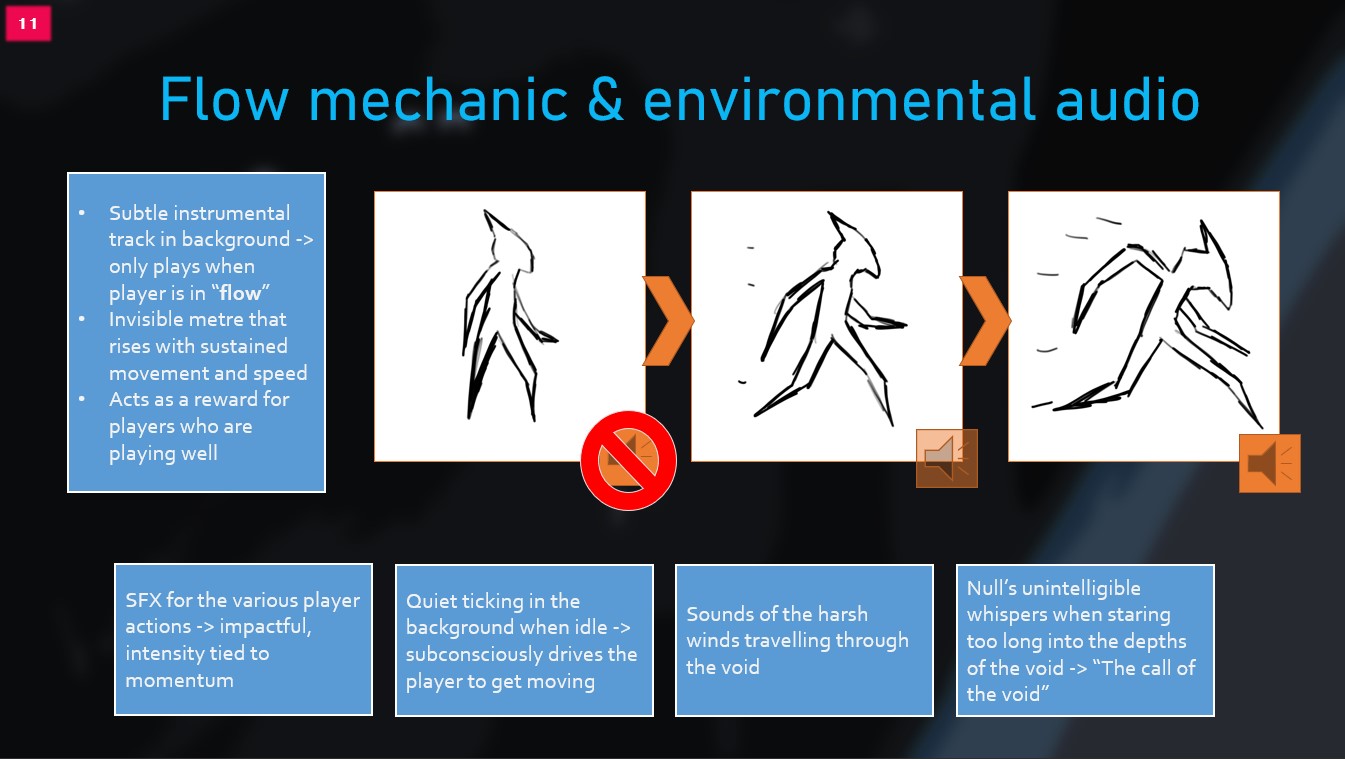 11
Flow mechanic & environmental audio
• Subtle instrumental
track in background ->
only plays when
player is in “flow”
• Invisible metre that
rises with sustained
movement and speed
• Acts as a reward for
players who are
playing well
SFX for the various player
actions -> impactful,
intensity tied to
momentum
Quiet ticking in the
background when idle ->
subconsciously drives the
player to get moving
Sounds of the harsh
winds travelling through
the void
Null’s unintelligible
whispers when staring
too long into the depths
of the void -> “The call of
the void”